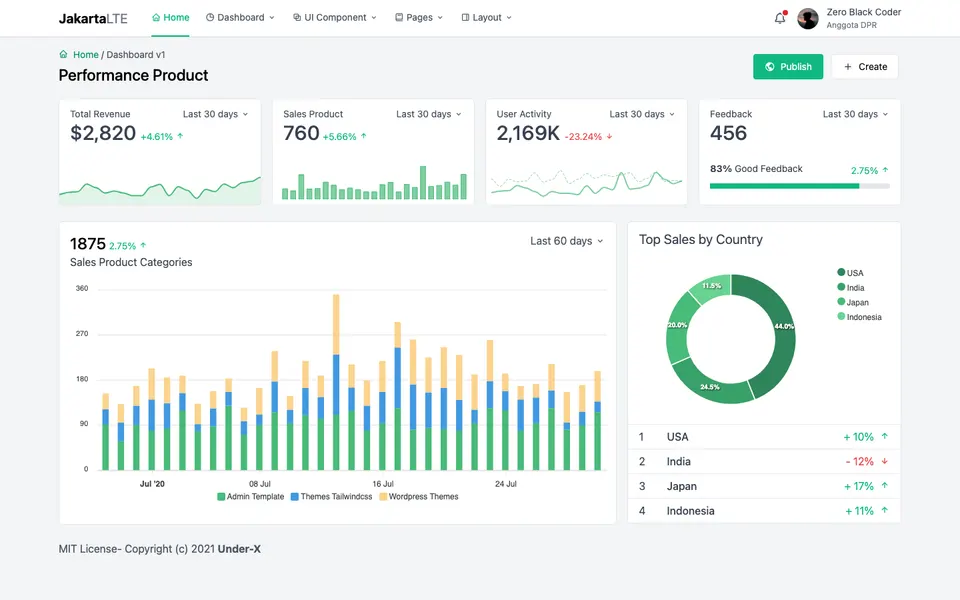 JakartaLTE
Home
Dashboard
UI Component
Pages
Layout
Zero Black Coder
Anggota DPR
Home / Dashboard v1
Performance Product
Publish
+ Create
Total Revenue
Last 30 days
$2,820 +4.61%
Sales Product
Last 30 days
760 +5.66%
User Activity
Last 30 days
2,169K -23.24%
Feedback
Last 30 days
456
83% Good Feedback
2.75%
1875 2.75%
Last 60 days
Sales Product Categories
360
270
180
90
0
Jul '20
08 Jul
16 Jul
24 Jul
Admin Template
Themes Tailwindcss
Wordpress Themes
Top Sales by Country
11.5%
20.0%
44.0%
24.5%
USA
India
Japan
Indonesia
1 USA + 10%
2 India - 12%
3 Japan + 17%
4 Indonesia + 11%
MIT License- Copyright (c) 2021 Under-X